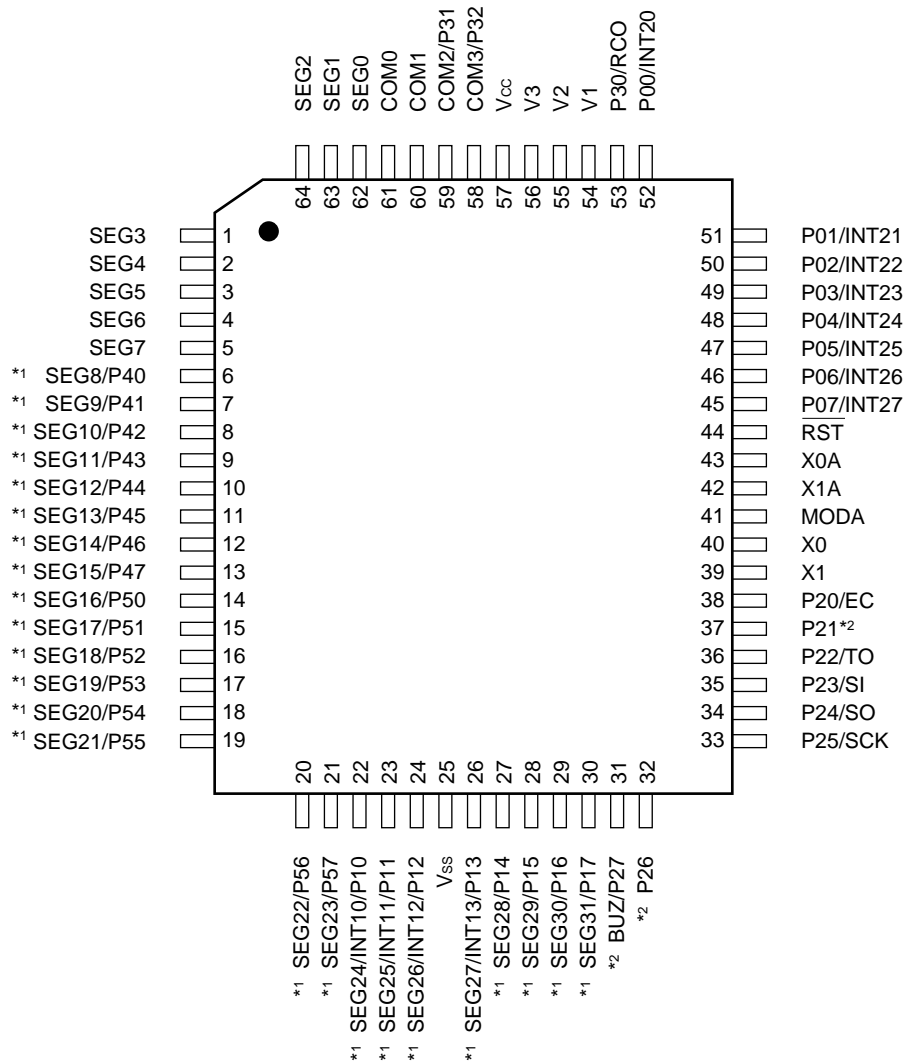 SEG2
SEG1
SEG0
COM0
COM1
COM2/P31
COM3/P32
Vcc
V3
V2
V1
P30/RCO
P00/INT20
64
63
62
61
60
59
58
57
56
55
54
53
52
SEG3 1
SEG4 2
SEG5 3
SEG6 4
SEG7 5
*1 SEG8/P40 6
*1 SEG9/P41 7
*1 SEG10/P42 8
*1 SEG11/P43 9
*1 SEG12/P44 10
*1 SEG13/P45 11
*1 SEG14/P46 12
*1 SEG15/P47 13
*1 SEG16/P50 14
*1 SEG17/P51 15
*1 SEG18/P52 16
*1 SEG19/P53 17
*1 SEG20/P54 18
*1 SEG21/P55 19
51 P01/INT21
50 P02/INT22
49 P03/INT23
48 P04/INT24
47 P05/INT25
46 P06/INT26
45 P07/INT27
44 RST
43 X0A
42 X1A
41 MODA
40 X0
39 X1
38 P20/EC
37 P21*2
36 P22/TO
35 P23/SI
34 P24/SO
33 P25/SCK
20
21
22
23
24
25
26
27
28
29
30
31
32
*1 SEG22/P56
*1 SEG23/P57
*1 SEG24/INT10/P10
*1 SEG25/INT11/P11
*1 SEG26/INT12/P12
Vss
*1 SEG27/INT13/P13
*1 SEG28/P14
*1 SEG29/P15
*1 SEG30/P16
*1 SEG31/P17
*2 BUZ/P27
*2 P26